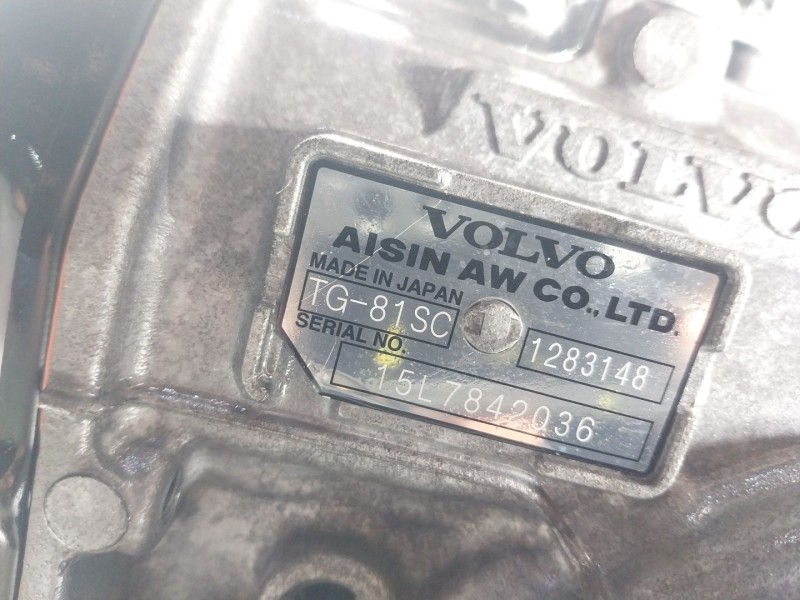 VOLVO
VOLVO
AISIN AW CO., LTD.
MADE IN JAPAN
TG-81SC
1283148
SERIAL NO.
15L7842036